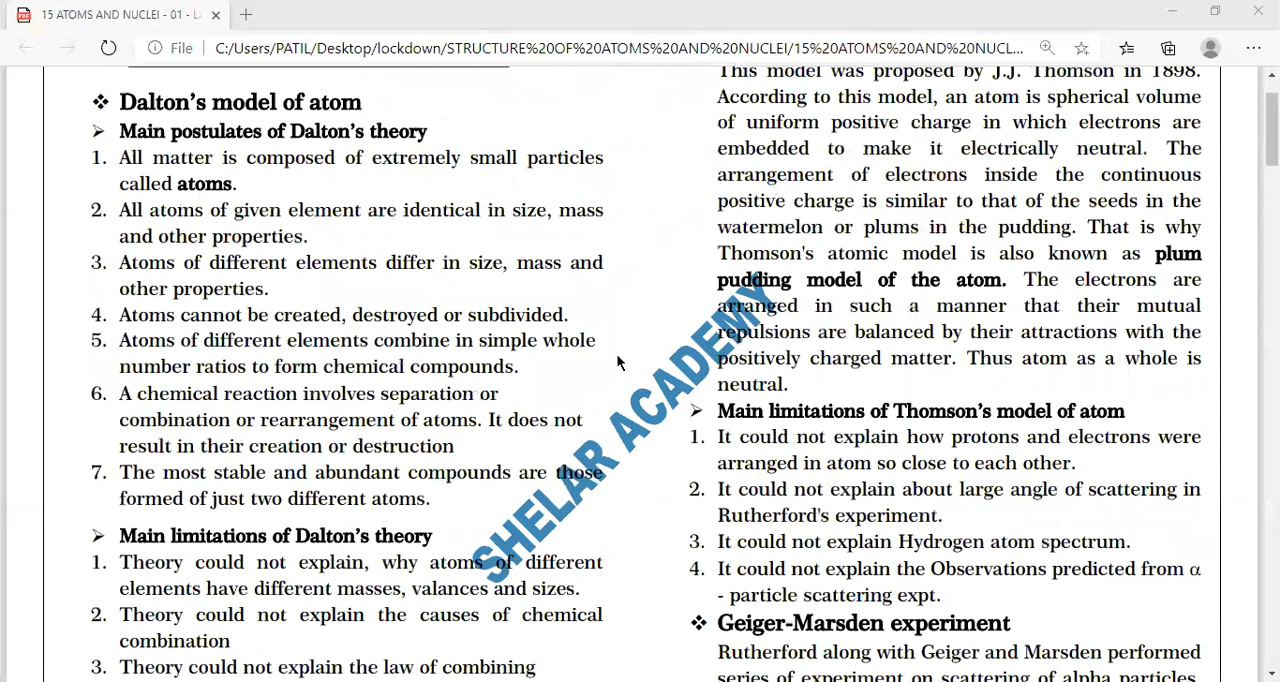 15 ATOMS AND NUCLEI - 01 - L
File
C:/Users/PATIL/Desktop/lockdown/STRUCTURE%20OF%20ATOMS%20AND%20NUCLEI/15%20ATOMS%20AND%20NUCL...
❖ Dalton's model of atom
➢ Main postulates of Dalton's theory
1. All matter is composed of extremely small particles
called atoms.
2. All atoms of given element are identical in size, mass
and other properties.
3. Atoms of different elements differ in size, mass and
other properties.
4. Atoms cannot be created, destroyed or subdivided.
5. Atoms of different elements combine in simple whole
number ratios to form chemical compounds.
6. A chemical reaction involves separation or
combination or rearrangement of atoms. It does not
result in their creation or destruction
7. The most stable and abundant compounds are those
formed of just two different atoms.
➢ Main limitations of Dalton's theory
1. Theory could not explain, why atoms of different
elements have different masses, valances and sizes.
2. Theory could not explain the causes of chemical
combination
3. Theory could not explain the law of combining
This model was proposed by J.J. Thomson in 1898.
According to this model, an atom is spherical volume
of uniform positive charge in which electrons are
embedded to make it electrically neutral. The
arrangement of electrons inside the continuous
positive charge is similar to that of the seeds in the
watermelon or plums in the pudding. That is why
Thomson's atomic model is also known as plum
pudding model of the atom. The electrons are
arranged in such a manner that their mutual
repulsions are balanced by their attractions with the
positively charged matter. Thus atom as a whole is
neutral.
➢ Main limitations of Thomson's model of atom
1. It could not explain how protons and electrons were
arranged in atom so close to each other.
2. It could not explain about large angle of scattering in
Rutherford's experiment.
3. It could not explain Hydrogen atom spectrum.
4. It could not explain the Observations predicted from α
- particle scattering expt.
❖ Geiger-Marsden experiment
Rutherford along with Geiger and Marsden performed
series of experiment on scattering of alpha particles.
SHELAR ACADEMY